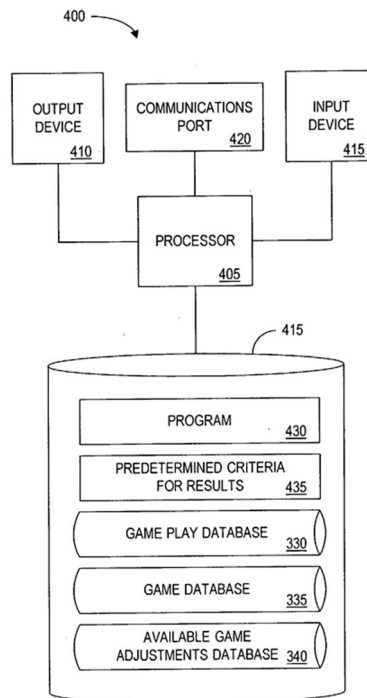 400
OUTPUT
DEVICE
410
COMMUNICATIONS
PORT
420
INPUT
DEVICE
415
PROCESSOR
405
415
PROGRAM
430
PREDETERMINED CRITERIA
FOR RESULTS
435
GAME PLAY DATABASE
330
GAME DATABASE
335
AVAILABLE GAME
ADJUSTMENTS DATABASE
340